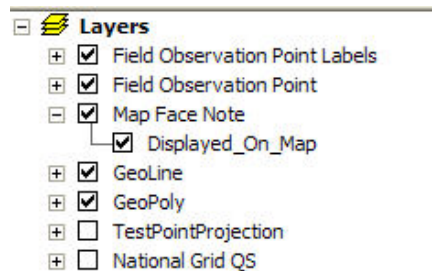 Layers
Field Observation Point Labels
Field Observation Point
Map Face Note
Displayed_On_Map
GeoLine
GeoPoly
TestPointProjection
National Grid QS